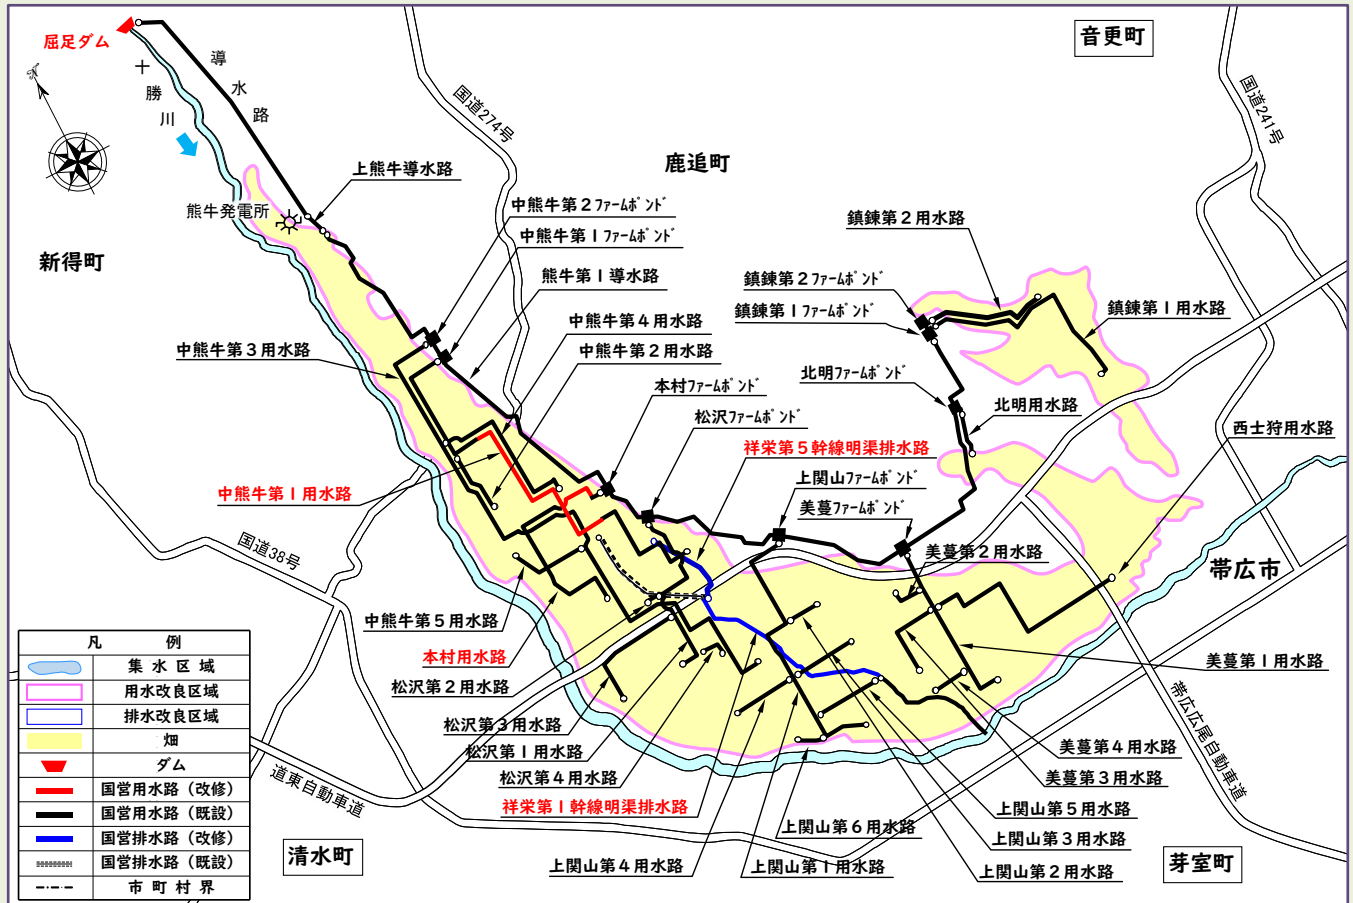 屈足ダム
音更町
導水路
十勝川
国道274号
国道241号
鹿追町
上熊牛導水路
熊牛発電所
新得町
中熊牛第2ファームポンド
中熊牛第1ファームポンド
熊牛第1導水路
中熊牛第4用水路
中熊牛第2用水路
中熊牛第3用水路
鎮錬第2用水路
鎮錬第2ファームポンド
鎮錬第1ファームポンド
鎮錬第1用水路
北明ファームポンド
北明用水路
西士狩用水路
本村ファームポンド
松沢ファームポンド
祥栄第5幹線明渠排水路
上関山ファームポンド
美蔓ファームポンド
中熊牛第1用水路
国道38号
美蔓第2用水路
帯広市
中熊牛第5用水路
本村用水路
松沢第2用水路
松沢第3用水路
松沢第1用水路
松沢第4用水路
祥栄第1幹線明渠排水路
美蔓第1用水路
美蔓第4用水路
美蔓第3用水路
上関山第5用水路
上関山第6用水路
上関山第3用水路
上関山第4用水路
上関山第1用水路
上関山第2用水路
帯広広尾自動車道
道東自動車道
清水町
芽室町
凡例
集水区域
用水改良区域
排水改良区域
畑
ダム
国営用水路(改修)
国営用水路(既設)
国営排水路(改修)
国営排水路(既設)
市町村界